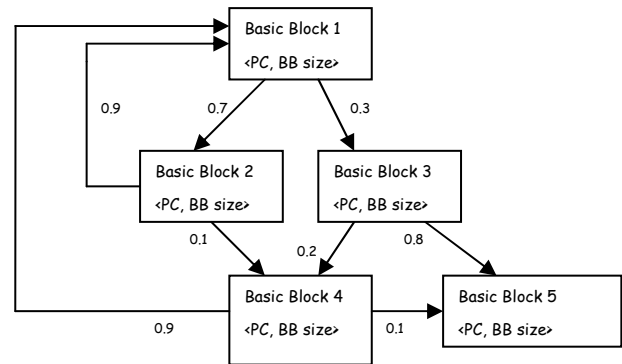 Basic Block 1
<PC, BB size>
0.9
0.7
0.3
Basic Block 2
<PC, BB size>
Basic Block 3
<PC, BB size>
0.1
0.2
0.8
Basic Block 4
<PC, BB size>
Basic Block 5
<PC, BB size>
0.9
0.1